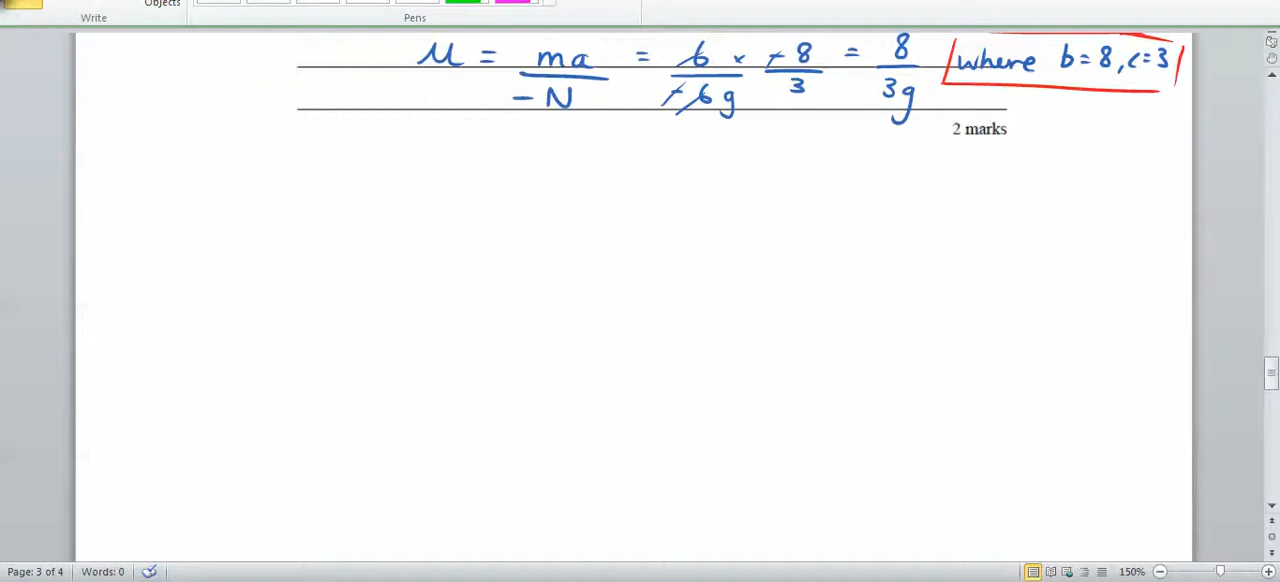 Objects
Write
Pens
μ = ma / -N = 6 / -6g × -8 / 3 = 8 / 3g where b = 8, c = 3
2 marks
Page: 3 of 4 Words: 0 150%